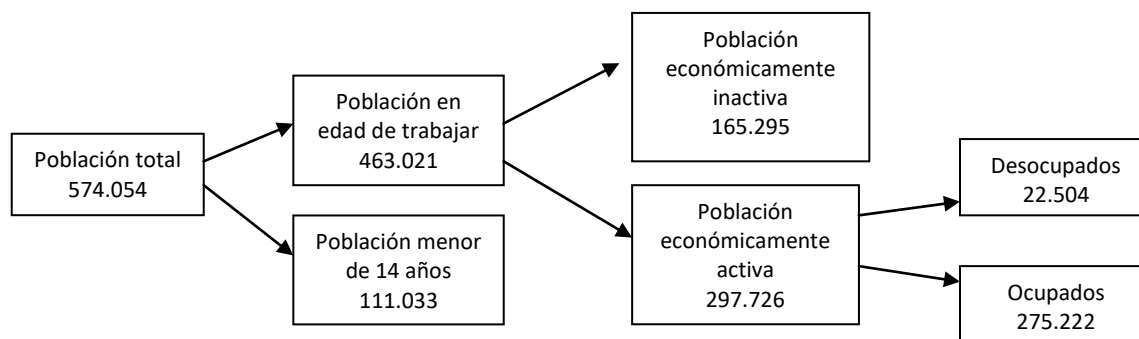 Población total
574.054
Población en
edad de trabajar
463.021
Población menor
de 14 años
111.033
Población
económicamente
inactiva
165.295
Población
económicamente
activa
297.726
Desocupados
22.504
Ocupados
275.222